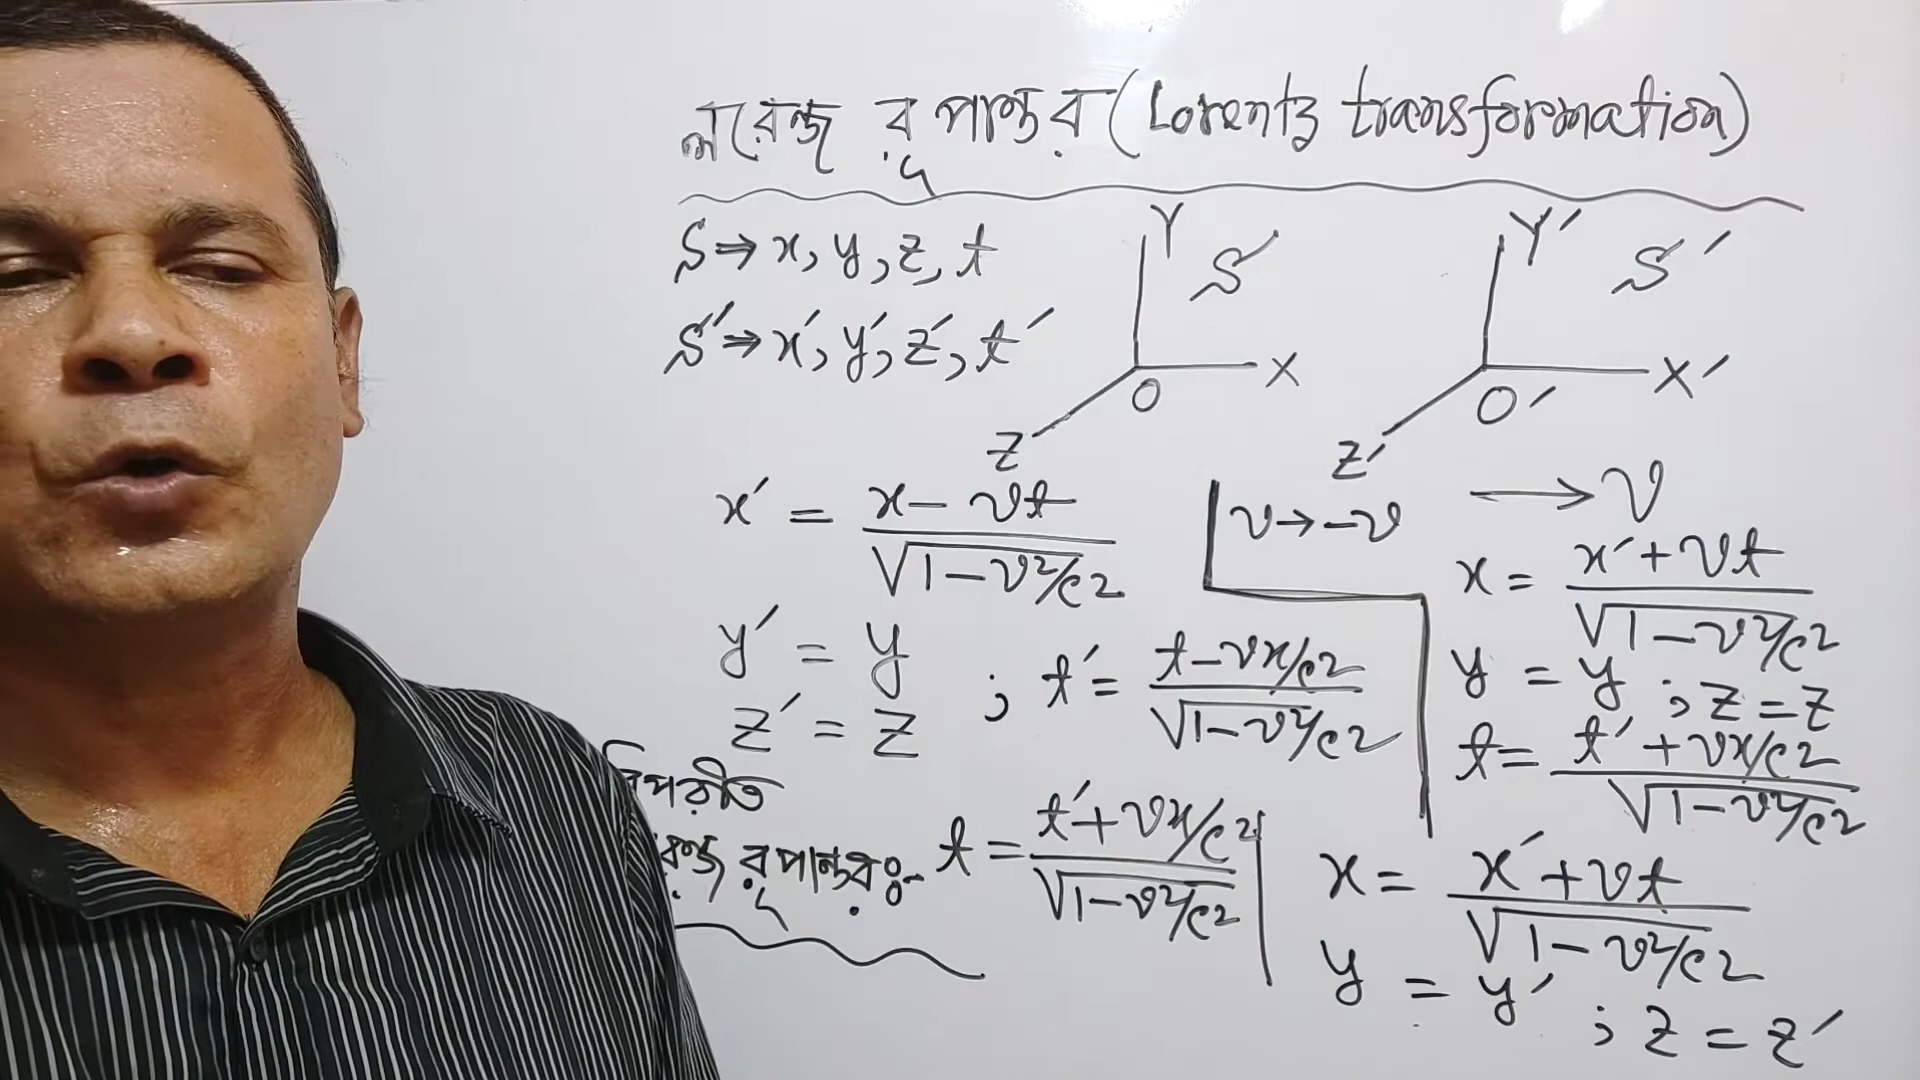 লরেন্জ রূপান্তর (Lorentz transformation)
S⇒ x, y, z, t
S′⇒ x′, y′, z′, t′
Y S
X
O
Z
Y′ S′
X′
O′
Z′
→ v
x′ = (x - vt)/√(1 - v²/c²)
y′ = y
z′ = z
; t′ = (t - vx/c²)/√(1 - v²/c²)
v → -v
x = (x′ + vt)/√(1 - v²/c²)
y = y ; z = z
t = (t′ + vx/c²)/√(1 - v²/c²)
বিপরীত
রূপান্তরঃ- t = (t′ + vx/c²)/√(1 - v²/c²)
x = (x′ + vt)/√(1 - v²/c²)
y = y′ ; z = z′